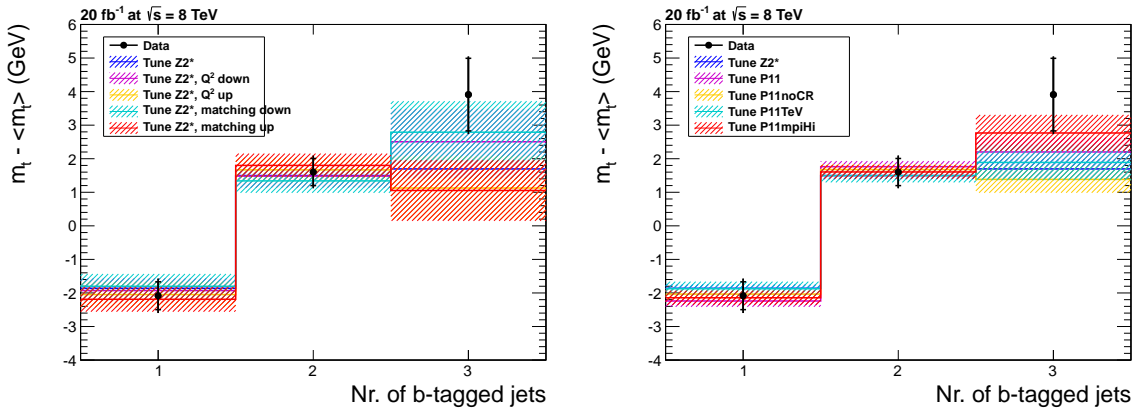 20 fb⁻¹ at √s = 8 TeV
m_t - <m_t> (GeV)
6
5
4
3
2
1
0
-1
-2
-3
-4
Data
Tune Z2*
Tune Z2*, Q² down
Tune Z2*, Q² up
Tune Z2*, matching down
Tune Z2*, matching up
1
2
3
Nr. of b-tagged jets
20 fb⁻¹ at √s = 8 TeV
m_t - <m_t> (GeV)
6
5
4
3
2
1
0
-1
-2
-3
-4
Data
Tune Z2*
Tune P11
Tune P11noCR
Tune P11TeV
Tune P11mpiHi
1
2
3
Nr. of b-tagged jets